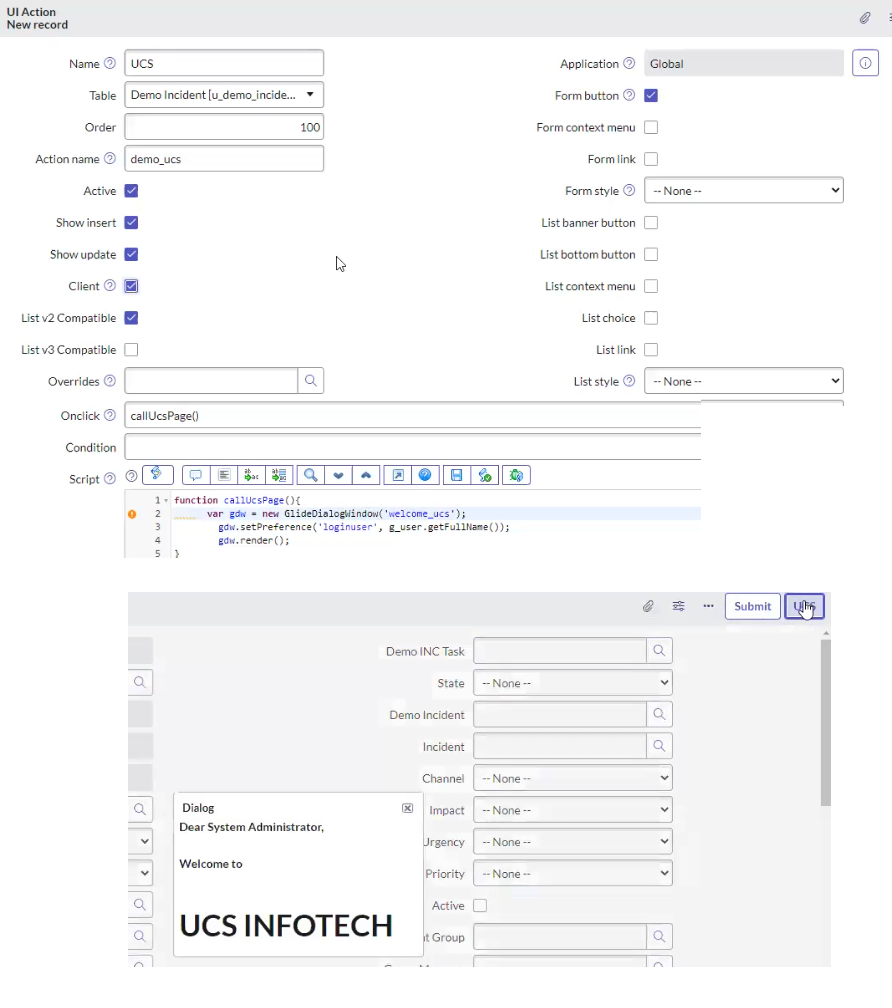 UI Action
New record
Name UCS
Application Global
Table Demo Incident [u_demo_incide...
Form button
Order 100
Form context menu
Action name demo_ucs
Form link
Active
Form style -- None --
Show insert
List banner button
Show update
List bottom button
Client
List context menu
List v2 Compatible
List choice
List v3 Compatible
List link
Overrides
List style -- None --
Onclick callUcsPage()
Condition
Script
1 function callUcsPage(){
2 var gdw = new GlideDialogWindow('welcome_ucs');
3 gdw.setPreference('loginuser', g_user.getFullName());
4 gdw.render();
5 }
Submit
Demo INC Task
State -- None --
Demo Incident
Incident
Channel -- None --
Dialog
Impact -- None --
Dear System Administrator,
Urgency -- None --
Welcome to
Priority -- None --
Active
UCS INFOTECH
Group